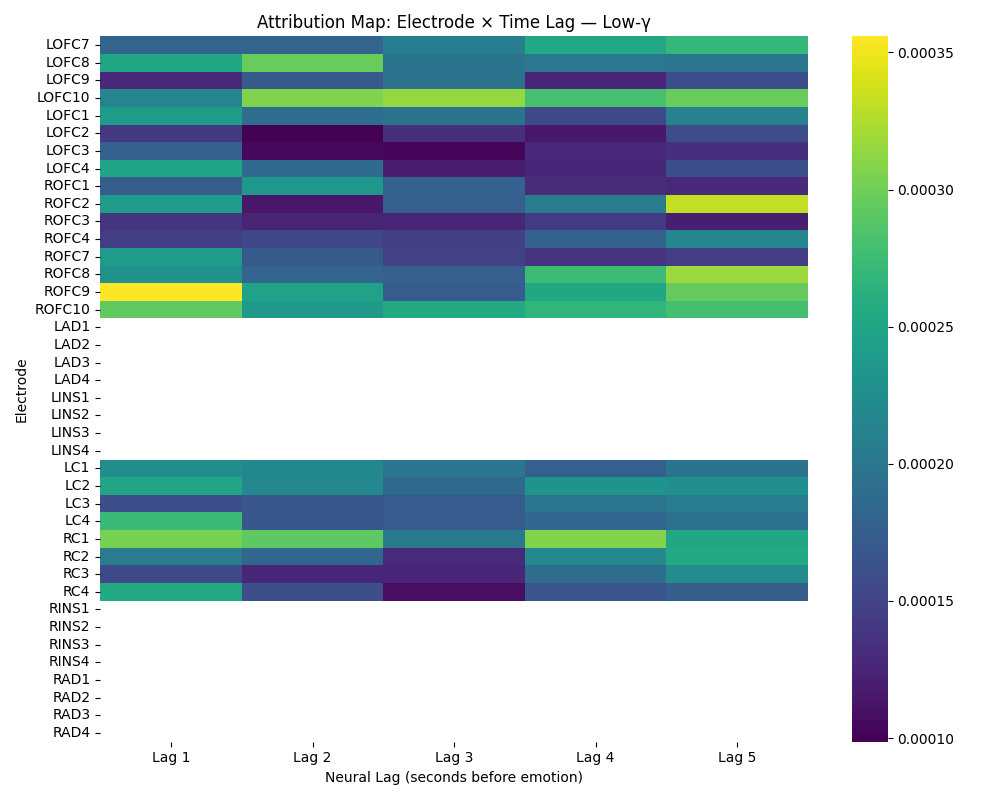 Attribution Map: Electrode × Time Lag — Low-γ
Electrode
LOFC7
LOFC8
LOFC9
LOFC10
LOFC1
LOFC2
LOFC3
LOFC4
ROFC1
ROFC2
ROFC3
ROFC4
ROFC7
ROFC8
ROFC9
ROFC10
LAD1
LAD2
LAD3
LAD4
LINS1
LINS2
LINS3
LINS4
LC1
LC2
LC3
LC4
RC1
RC2
RC3
RC4
RINS1
RINS2
RINS3
RINS4
RAD1
RAD2
RAD3
RAD4
Lag 1 Lag 2 Lag 3 Lag 4 Lag 5
Neural Lag (seconds before emotion)
0.00035
0.00030
0.00025
0.00020
0.00015
0.00010